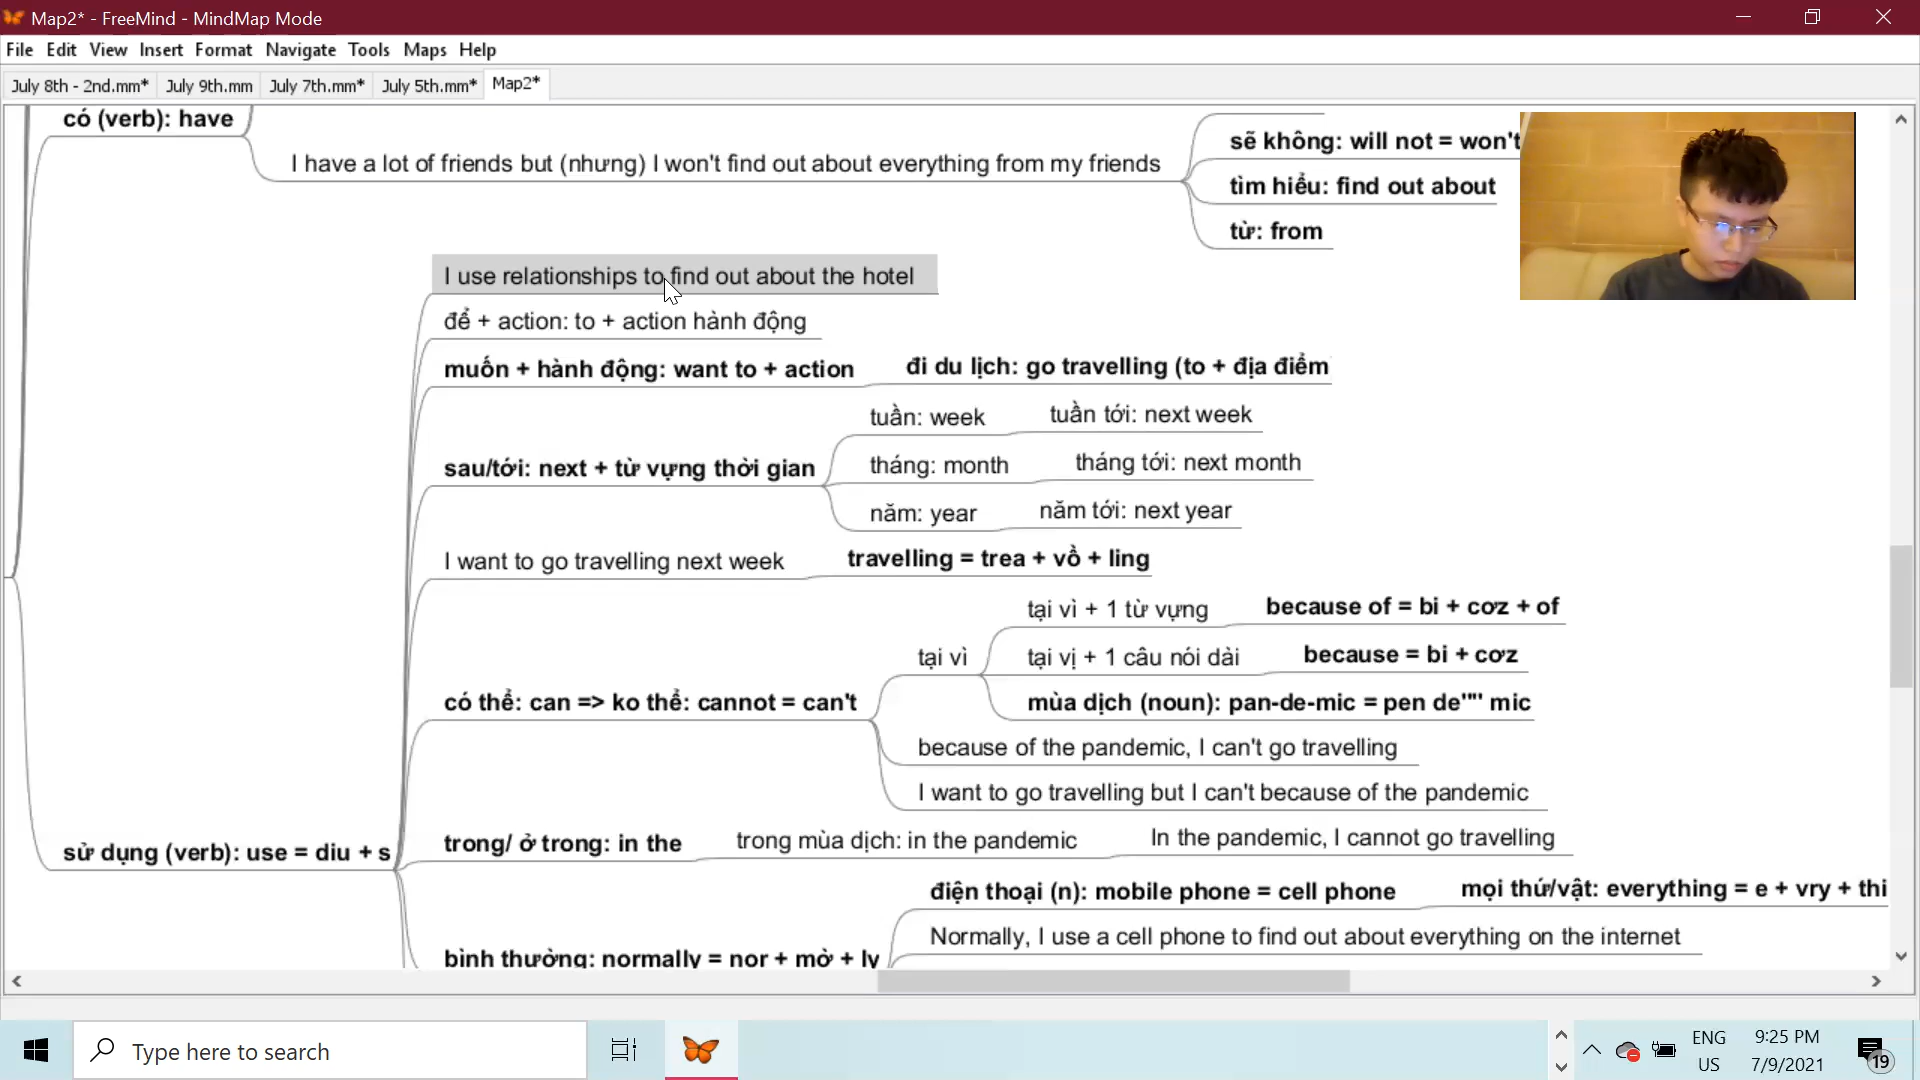 Map2* - FreeMind - MindMap Mode
File Edit View Insert Format Navigate Tools Maps Help
July 8th - 2nd.mm* July 9th.mm July 7th.mm* July 5th.mm* Map2*
có (verb): have
I have a lot of friends but (nhưng) I won't find out about everything from my friends
sẽ không: will not = won't
tìm hiểu: find out about
từ: from
I use relationships to find out about the hotel
để + action: to + action hành động
muốn + hành động: want to + action
đi du lịch: go travelling (to + địa điểm
sau/tới: next + từ vựng thời gian
tuần: week
tuần tới: next week
tháng: month
tháng tới: next month
năm: year
năm tới: next year
I want to go travelling next week
travelling = trea + vồ + ling
có thể: can => ko thể: cannot = can't
tại vì
tại vì + 1 từ vựng
because of = bi + cơz + of
tại vị + 1 câu nói dài
because = bi + cơz
mùa dịch (noun): pan-de-mic = pen de"" mic
because of the pandemic, I can't go travelling
I want to go travelling but I can't because of the pandemic
sử dụng (verb): use = diu + s
trong/ ở trong: in the
trong mùa dịch: in the pandemic
In the pandemic, I cannot go travelling
bình thường: normally = nor + mờ + ly
điện thoại (n): mobile phone = cell phone
mọi thứ/vật: everything = e + vry + thi
Normally, I use a cell phone to find out about everything on the internet
Type here to search
ENG
US
9:25 PM
7/9/2021
19